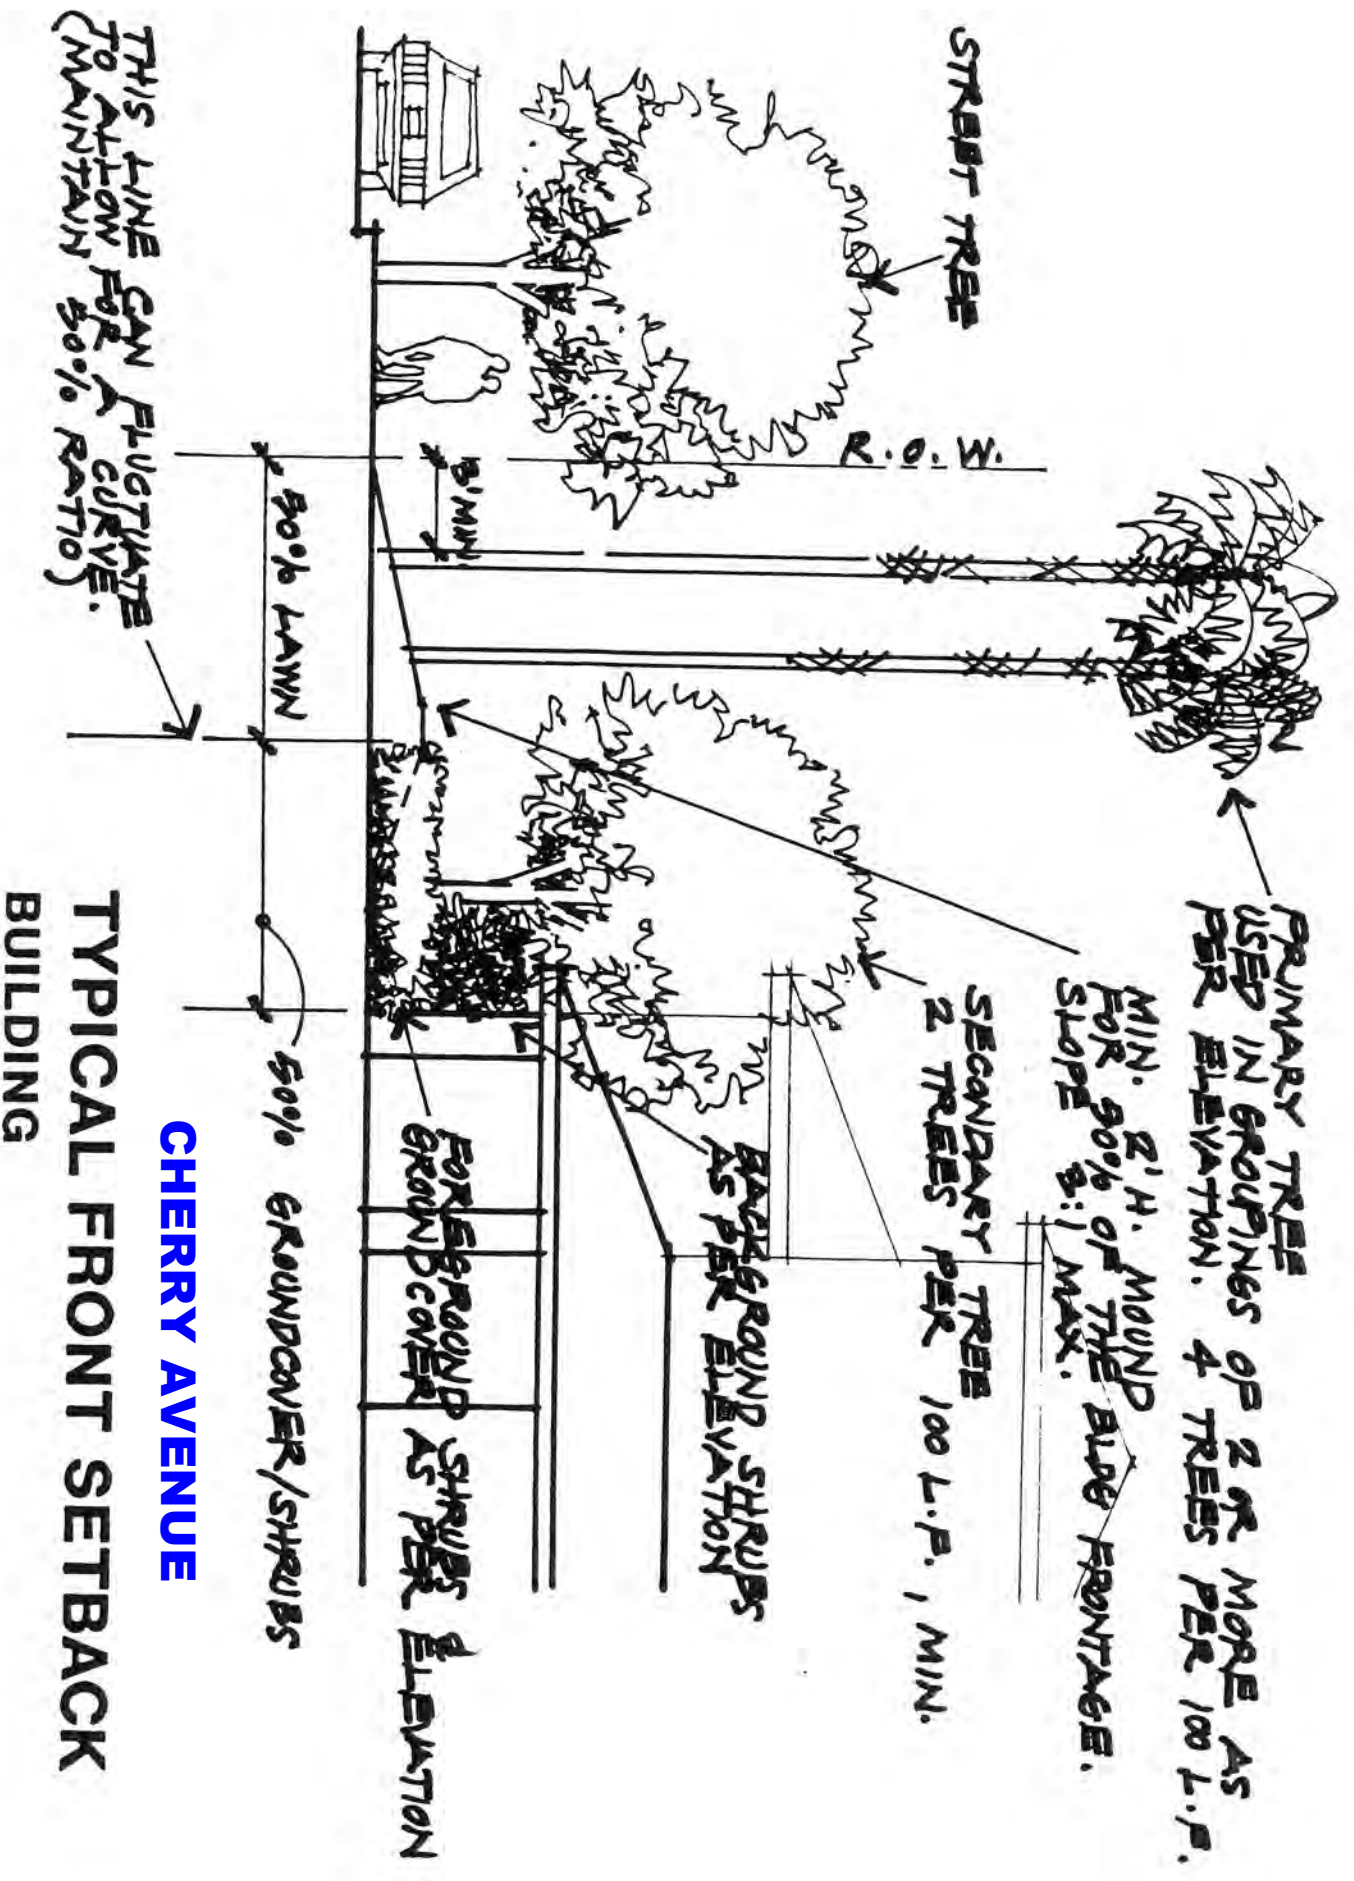 PRIMARY TREE
USED IN GROUPINGS OF 2 OR MORE AS
PER ELEVATION. 4 TREES PER 100 L.F.
MIN. 2'H. MOUND
FOR 90% OF THE BLDG FRONTAGE.
SLOPE 3:1 MAX.
STREET TREE
R.O.W.
SECONDARY TREE
2 TREES PER 100 L.F., MIN.
BACKGROUND SHRUBS
AS PER ELEVATION
3' MIN
FOREGROUND SHRUBS &
GROUNDCOVER AS PER ELEVATION
50% LAWN
50% GROUNDCOVER/SHRUBS
THIS LINE CAN FLUCTUATE
TO ALLOW FOR A CURVE.
(MAINTAIN 50% RATIO)
CHERRY AVENUE
TYPICAL FRONT SETBACK
BUILDING